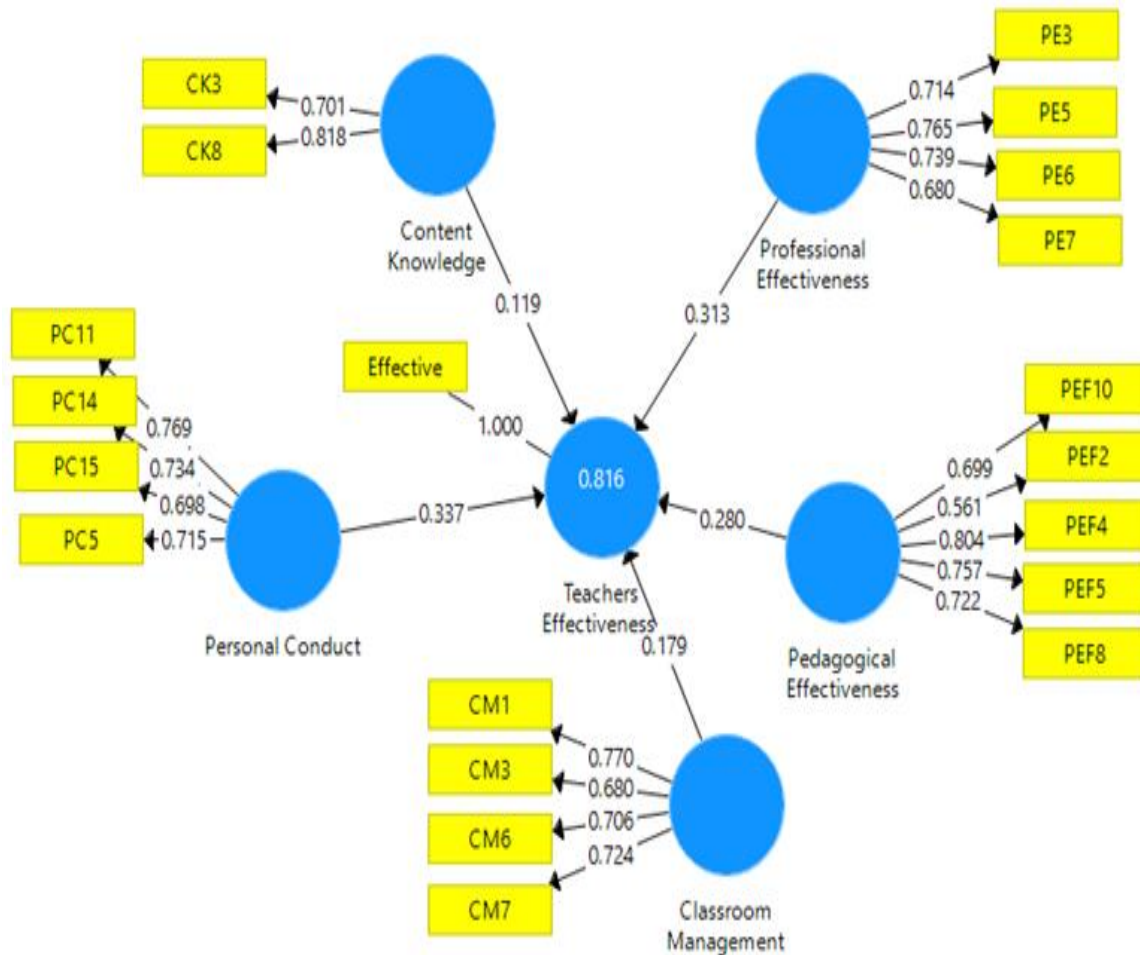 CK3
0.701
CK8
0.818
Content
Knowledge
0.119
PE3
0.714
PE5
0.765
PE6
0.739
PE7
0.680
Professional
Effectiveness
0.313
PC11
0.769
PC14
0.734
PC15
0.698
PC5
0.715
Personal Conduct
0.337
Effective
1.000
0.816
Teachers
Effectiveness
PEF10
0.699
PEF2
0.561
PEF4
0.804
PEF5
0.757
PEF8
0.722
Pedagogical
Effectiveness
0.280
0.179
CM1
0.770
CM3
0.680
CM6
0.706
CM7
0.724
Classroom
Management